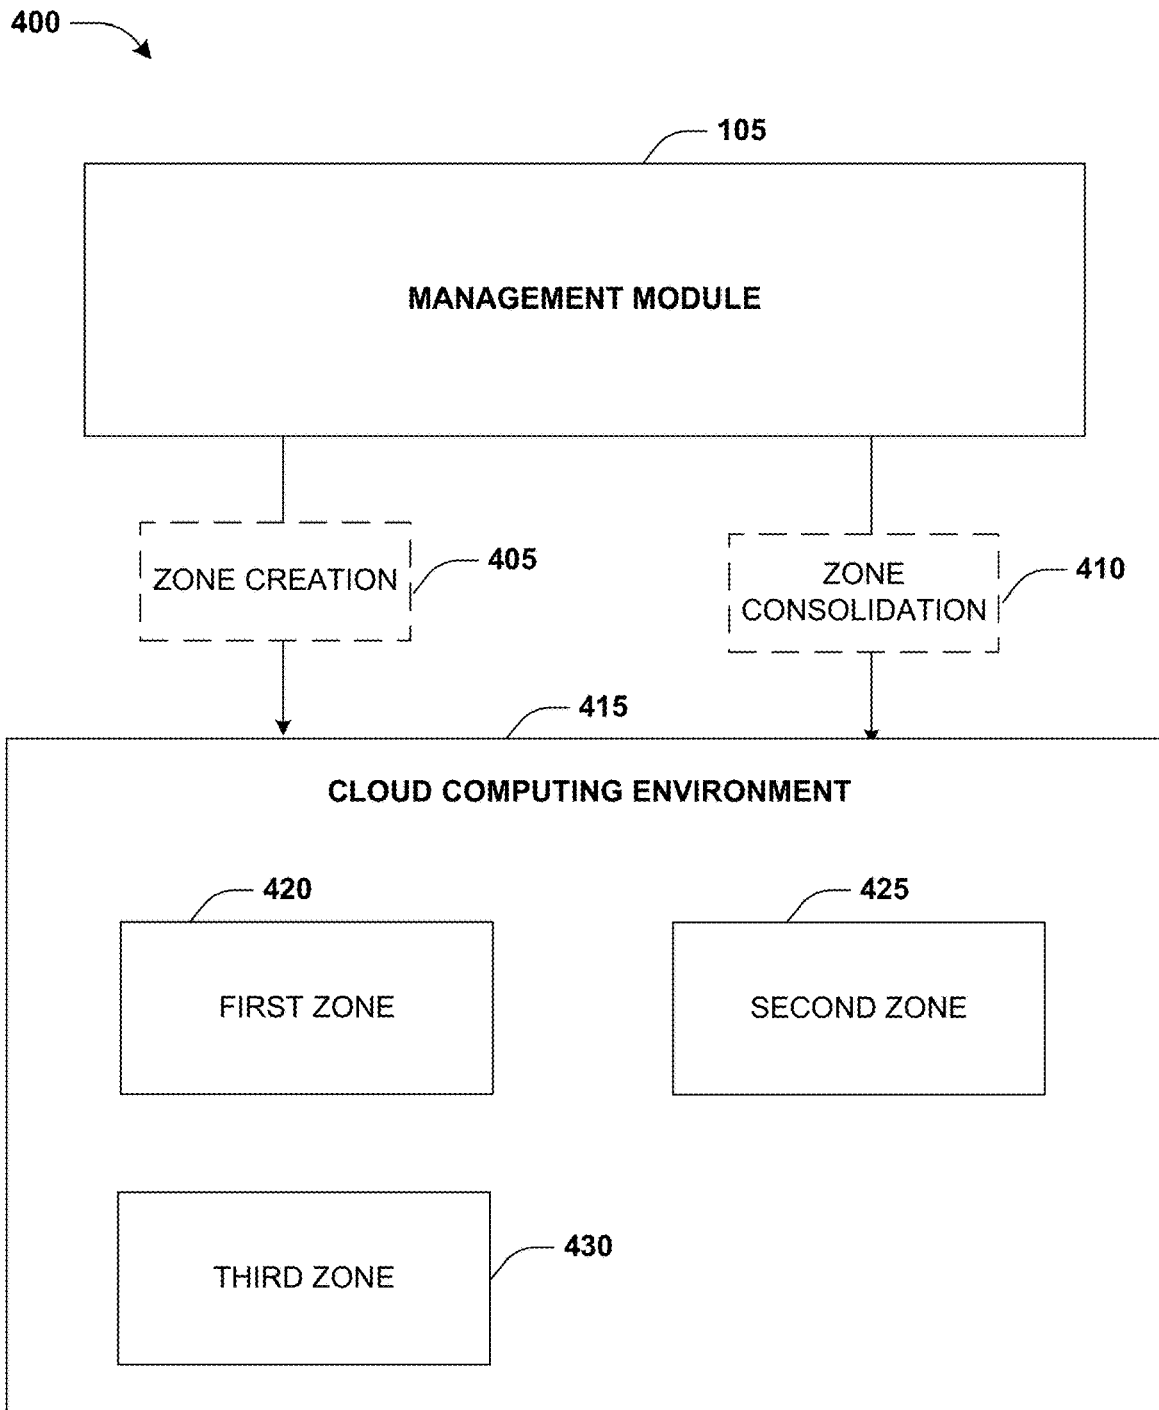 400
105
MANAGEMENT MODULE
ZONE CREATION
405
ZONE
CONSOLIDATION
410
415
CLOUD COMPUTING ENVIRONMENT
420
425
FIRST ZONE
SECOND ZONE
430
THIRD ZONE